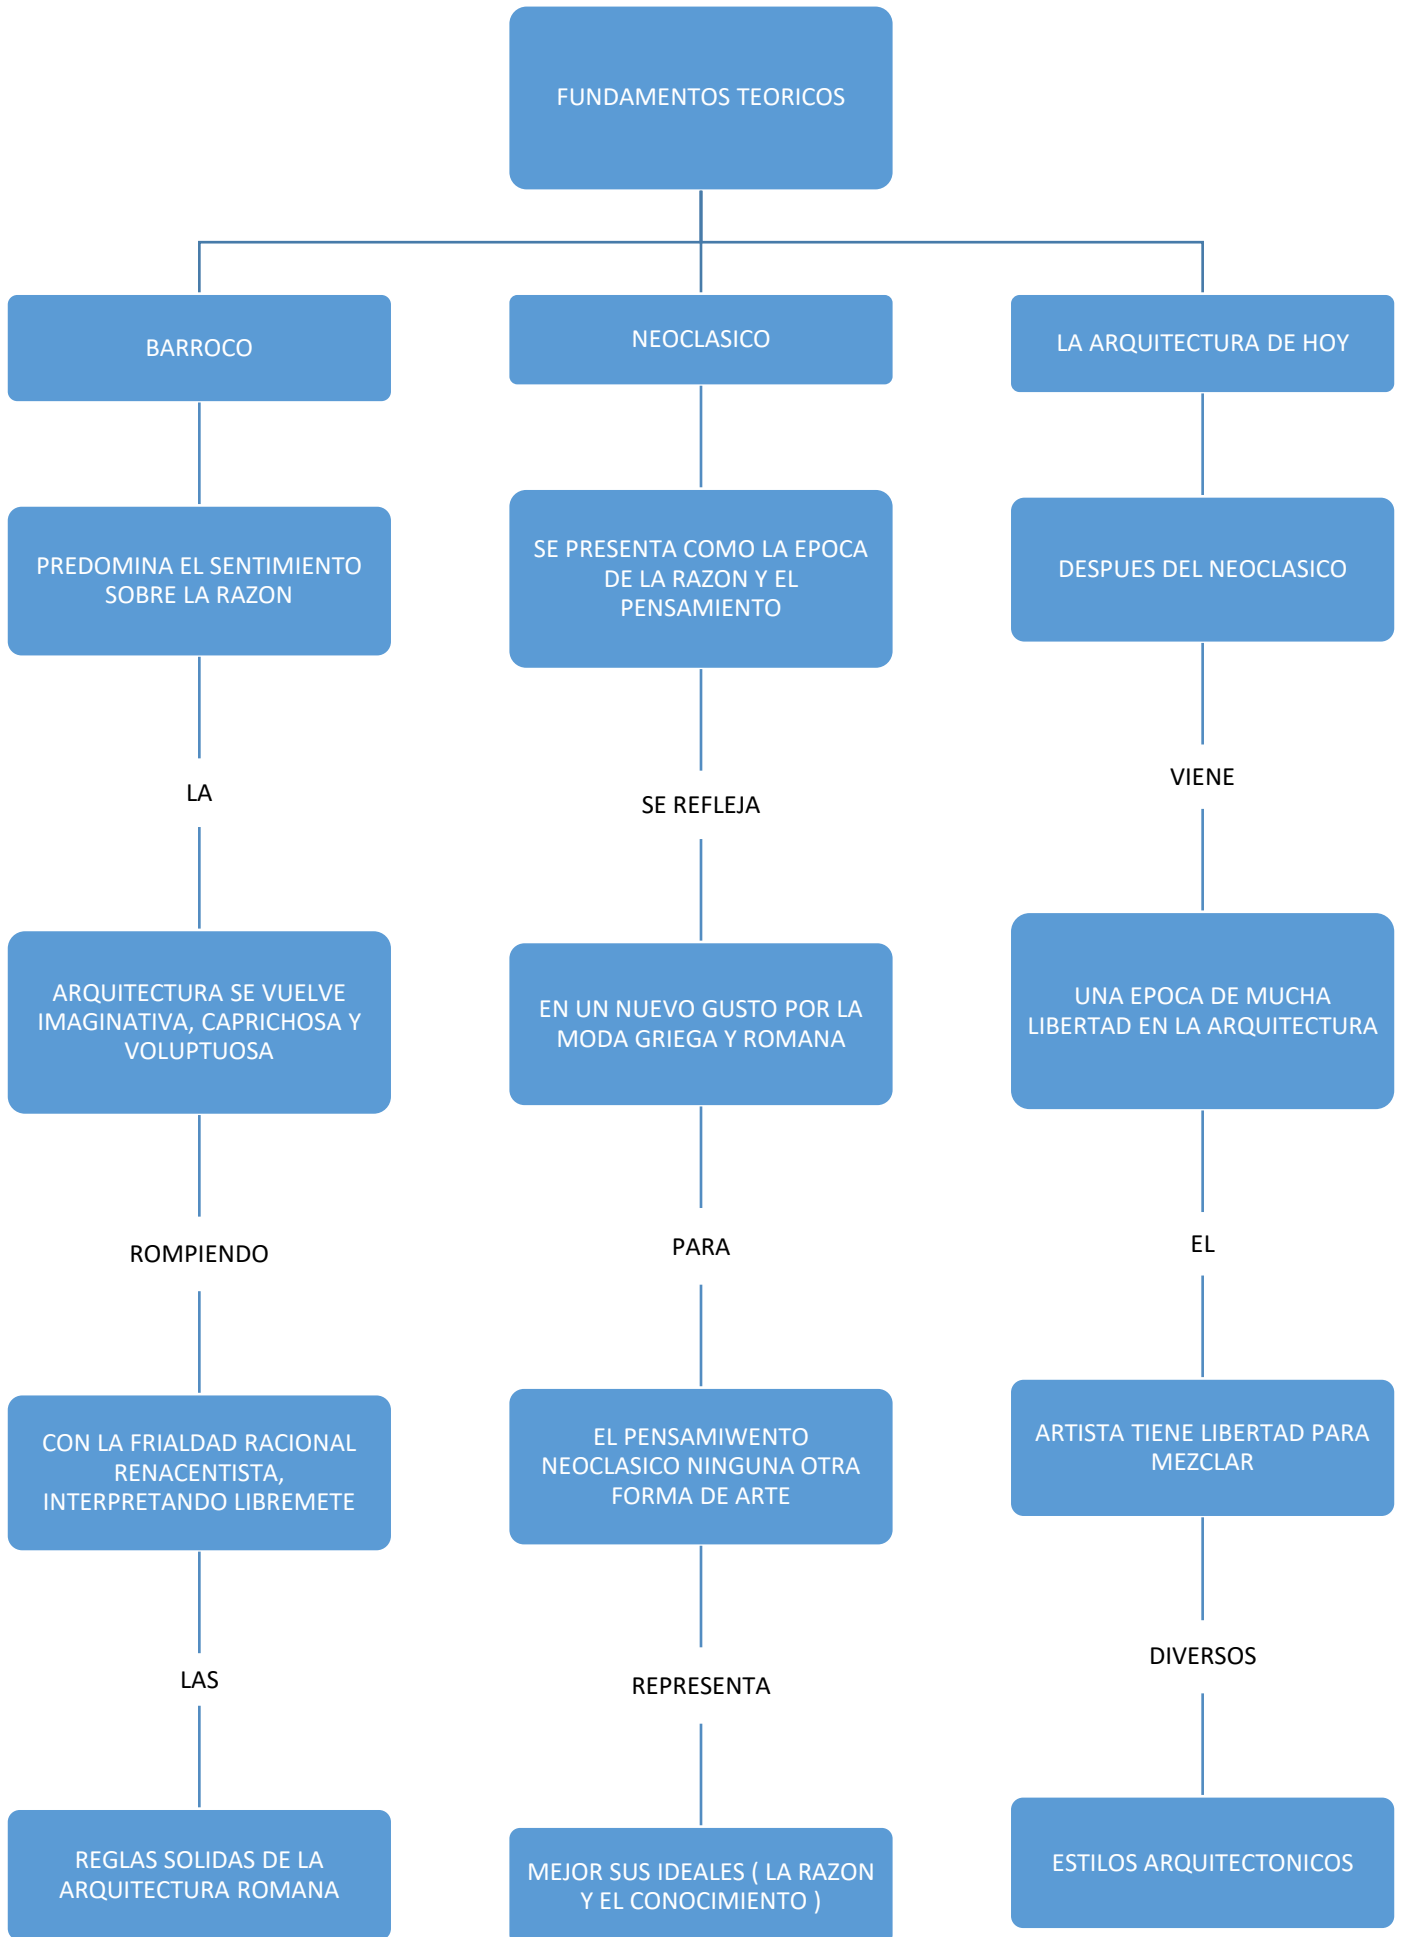 FUNDAMENTOS TEORICOS
BARROCO
PREDOMINA EL SENTIMIENTO
SOBRE LA RAZON
LA
ARQUITECTURA SE VUELVE
IMAGINATIVA, CAPRICHOSA Y
VOLUPTUOSA
ROMPIENDO
CON LA FRIALDAD RACIONAL
RENACENTISTA,
INTERPRETANDO LIBREMETE
LAS
REGLAS SOLIDAS DE LA
ARQUITECTURA ROMANA
NEOCLASICO
SE PRESENTA COMO LA EPOCA
DE LA RAZON Y EL
PENSAMIENTO
SE REFLEJA
EN UN NUEVO GUSTO POR LA
MODA GRIEGA Y ROMANA
PARA
EL PENSAMIWENTO
NEOCLASICO NINGUNA OTRA
FORMA DE ARTE
REPRESENTA
MEJOR SUS IDEALES ( LA RAZON
Y EL CONOCIMIENTO )
LA ARQUITECTURA DE HOY
DESPUES DEL NEOCLASICO
VIENE
UNA EPOCA DE MUCHA
LIBERTAD EN LA ARQUITECTURA
EL
ARTISTA TIENE LIBERTAD PARA
MEZCLAR
DIVERSOS
ESTILOS ARQUITECTONICOS